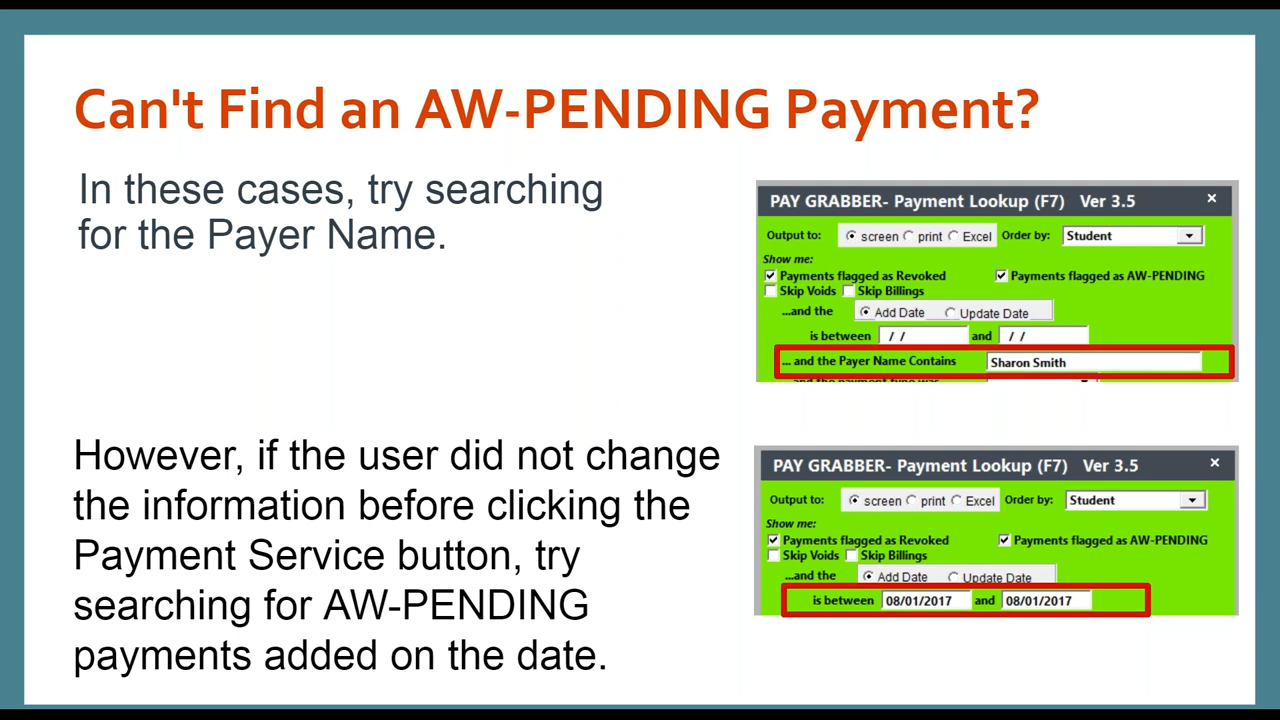 Can't Find an AW-PENDING Payment?
In these cases, try searching
for the Payer Name.
PAY GRABBER- Payment Lookup (F7) Ver 3.5 ×
Output to: screen print Excel Order by: Student
Show me:
Payments flagged as Revoked Payments flagged as AW-PENDING
Skip Voids Skip Billings
...and the Add Date Update Date
is between / / and / /
... and the Payer Name Contains Sharon Smith
However, if the user did not change
the information before clicking the
Payment Service button, try
searching for AW-PENDING
payments added on the date.
PAY GRABBER- Payment Lookup (F7) Ver 3.5 ×
Output to: screen print Excel Order by: Student
Show me:
Payments flagged as Revoked Payments flagged as AW-PENDING
Skip Voids Skip Billings
...and the Add Date Update Date
is between 08/01/2017 and 08/01/2017